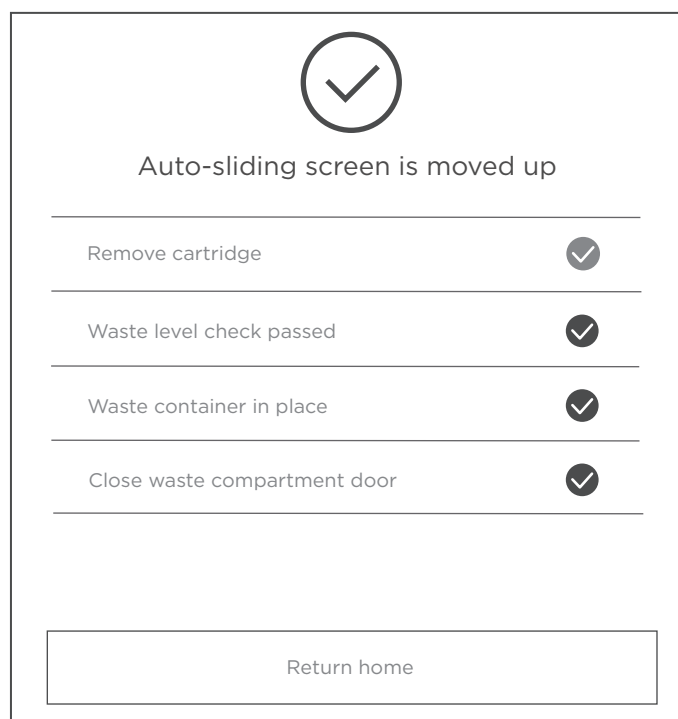 Auto-sliding screen is moved up
Remove cartridge
Waste level check passed
Waste container in place
Close waste compartment door
Return home